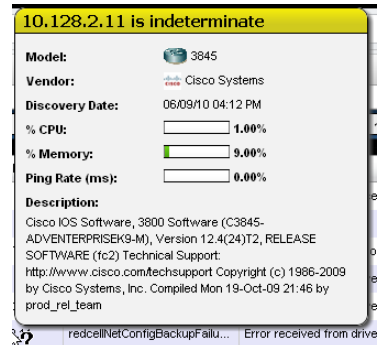 10.128.2.11 is indeterminate
Model: 3845
Vendor: Cisco Systems
Discovery Date: 06/09/10 04:12 PM
% CPU: 1.00%
% Memory: 9.00%
Ping Rate (ms): 0.00%
Description:
Cisco IOS Software, 3800 Software (C3845-
ADVENTERPRISEK9-M), Version 12.4(24)T2, RELEASE
SOFTWARE (fc2) Technical Support:
http://www.cisco.com/techsupport Copyright (c) 1986-2009
by Cisco Systems, Inc. Compiled Mon 19-Oct-09 21:46 by
prod_rel_team
redcellNetConfigBackupFailu... Error received from drive